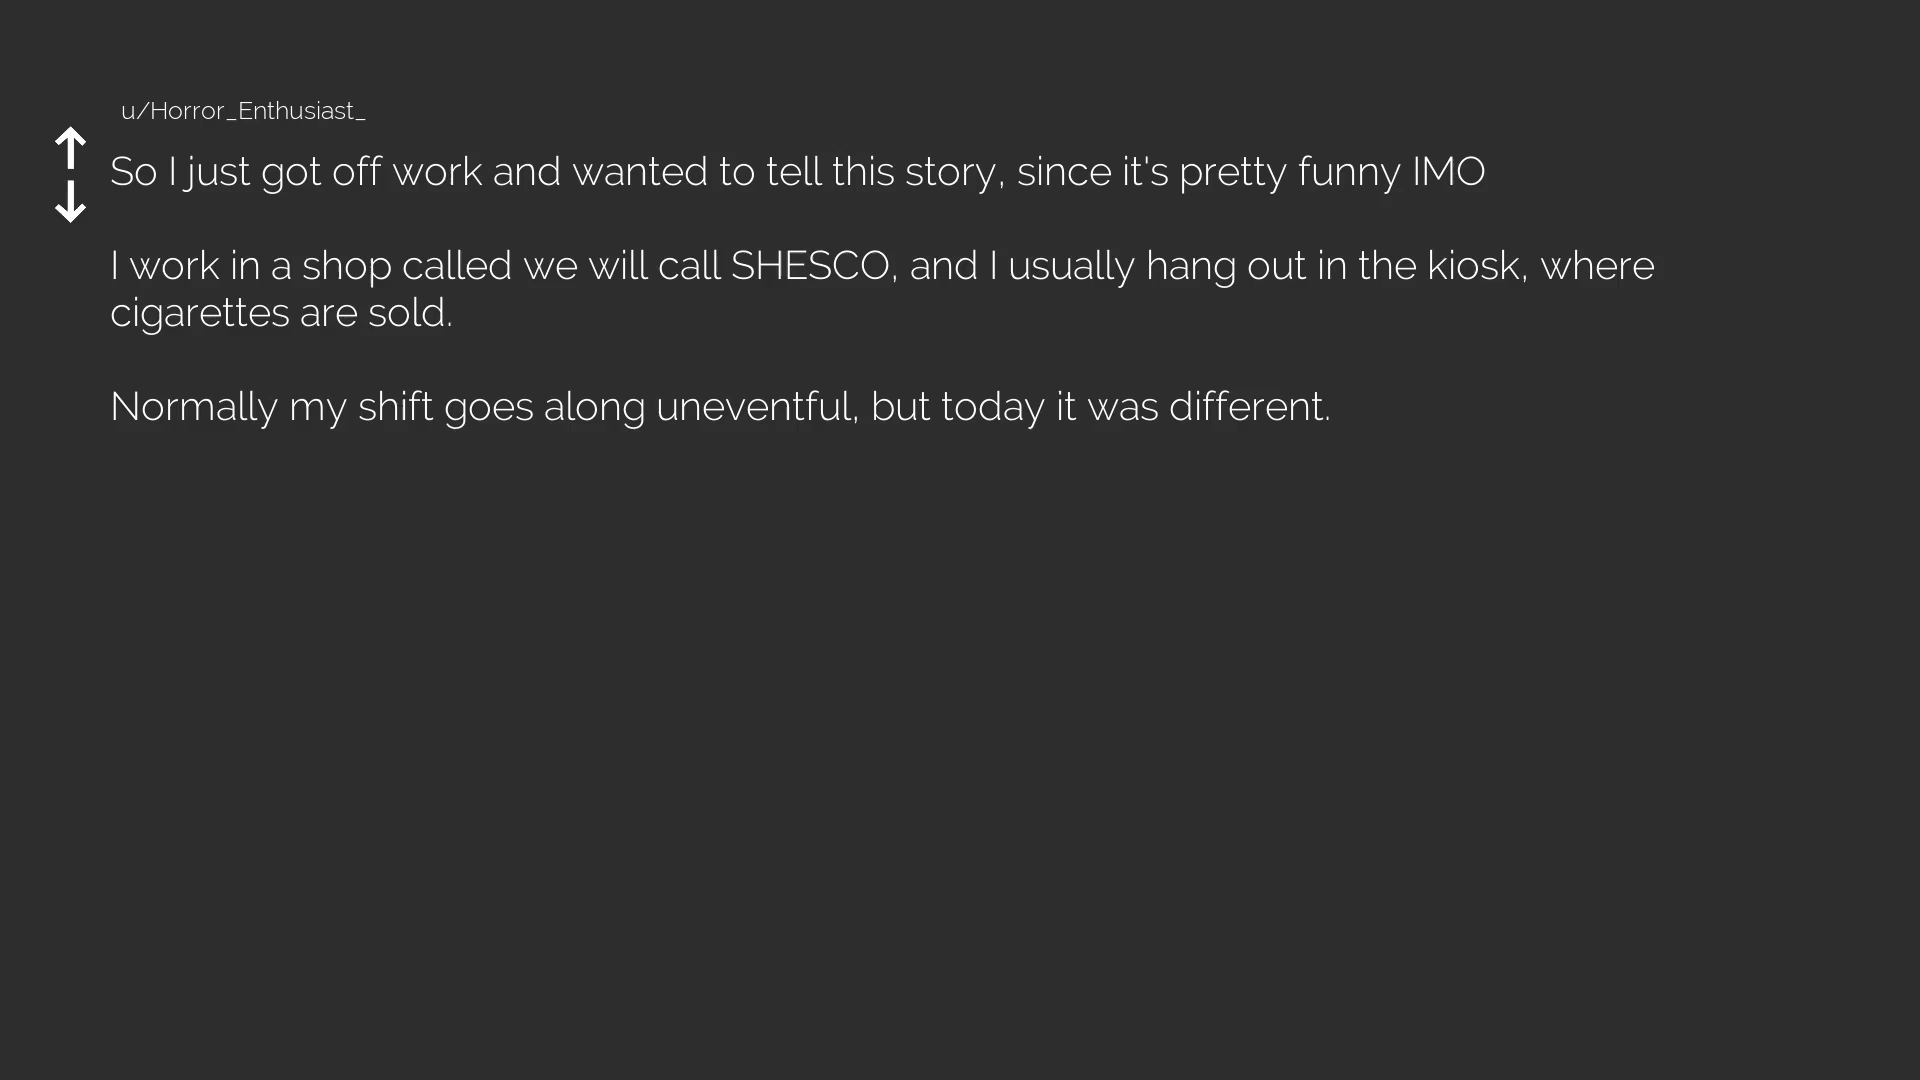 u/Horror_Enthusiast_
So I just got off work and wanted to tell this story, since it's pretty funny IMO
I work in a shop called we will call SHESCO, and I usually hang out in the kiosk, where
cigarettes are sold.
Normally my shift goes along uneventful, but today it was different.